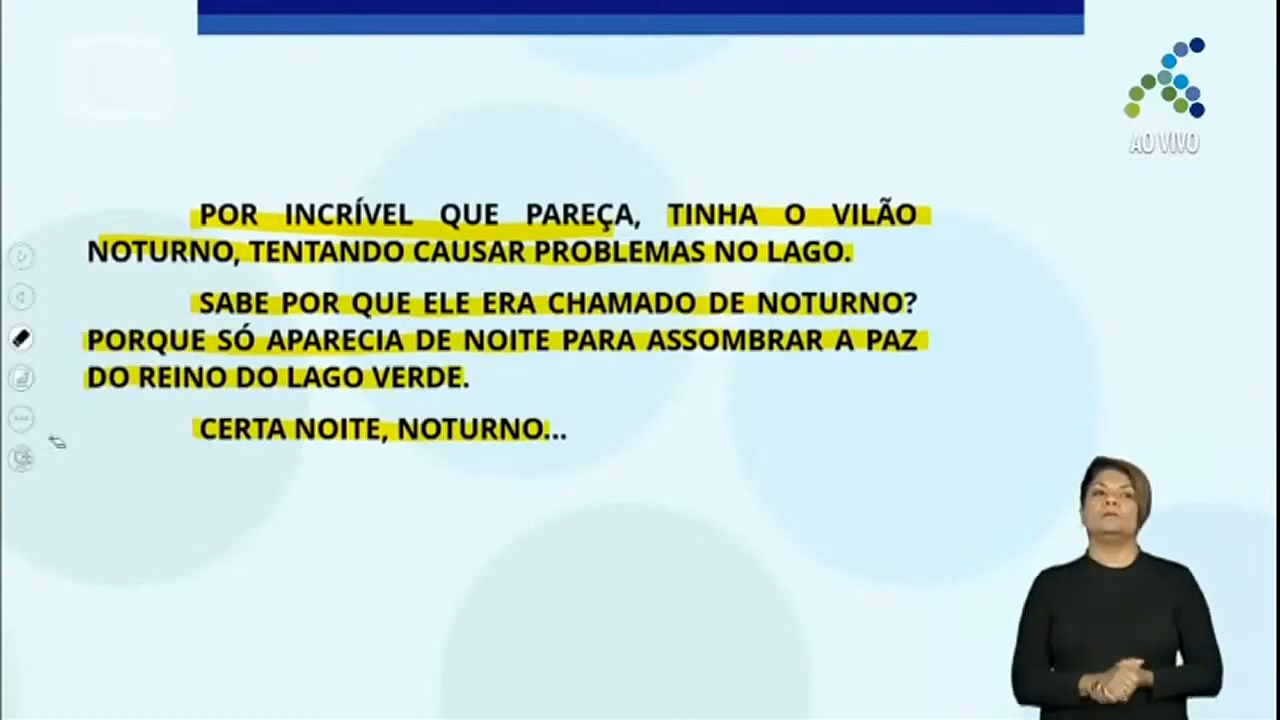 AO VIVO
POR INCRÍVEL QUE PAREÇA, TINHA O VILÃO
NOTURNO, TENTANDO CAUSAR PROBLEMAS NO LAGO.
SABE POR QUE ELE ERA CHAMADO DE NOTURNO?
PORQUE SÓ APARECIA DE NOITE PARA ASSOMBRAR A PAZ
DO REINO DO LAGO VERDE.
CERTA NOITE, NOTURNO...